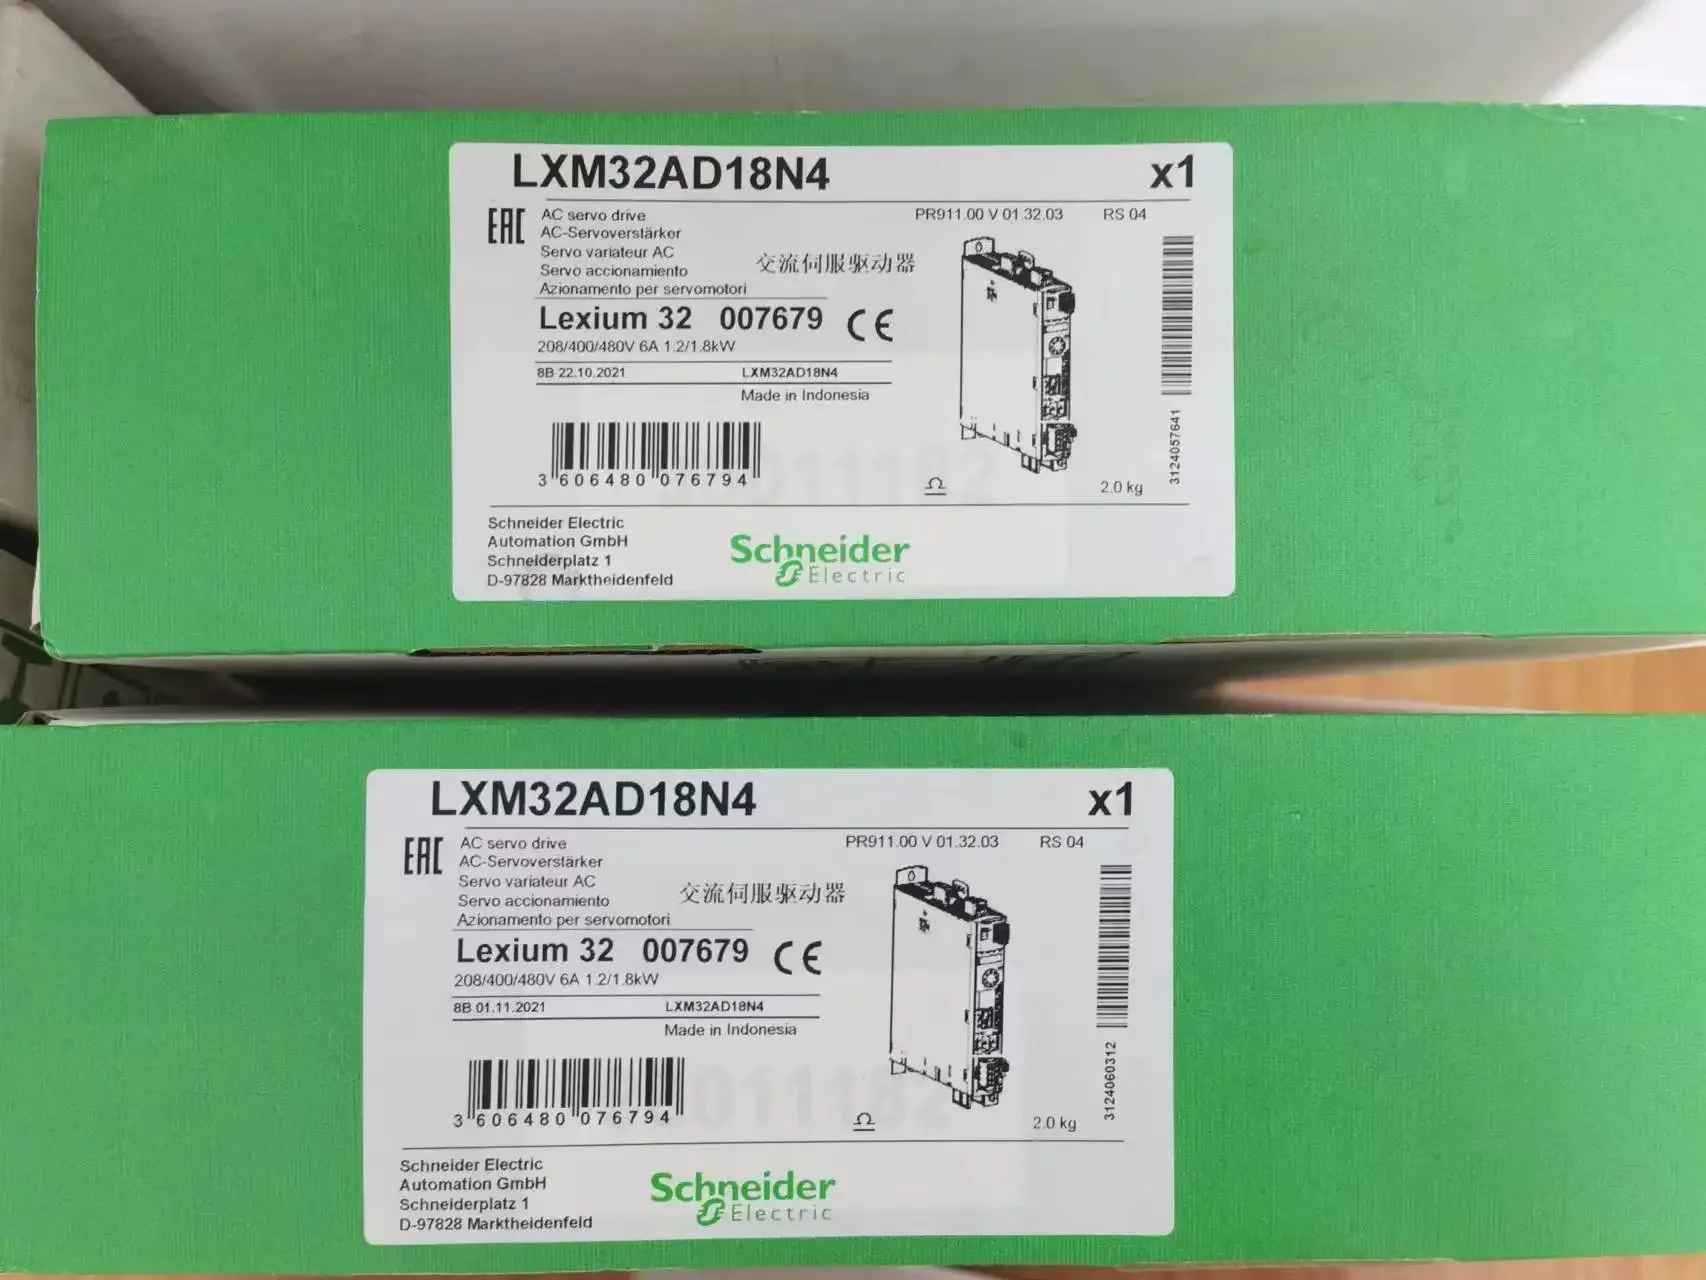 LXM32AD18N4 x1
EAC AC servo drive PR911.00 V 01.32.03 RS 04
AC-Servoverstärker
Servo variateur AC 交流伺服驱动器
Servo accionamiento
Azionamento per servomotori
Lexium 32 007679 CE
208/400/480V 6A 1.2/1.8kW
8B 22.10.2021 LXM32AD18N4
Made in Indonesia
3124057641
3 606480 076794
2.0 kg
Schneider Electric
Automation GmbH
Schneiderplatz 1
D-97828 Marktheidenfeld
Schneider
Electric
LXM32AD18N4 x1
EAC AC servo drive PR911.00 V 01.32.03 RS 04
AC-Servoverstärker
Servo variateur AC 交流伺服驱动器
Servo accionamiento
Azionamento per servomotori
Lexium 32 007679 CE
208/400/480V 6A 1.2/1.8kW
8B 01.11.2021 LXM32AD18N4
Made in Indonesia
3124060312
3 606480 076794
2.0 kg
Schneider Electric
Automation GmbH
Schneiderplatz 1
D-97828 Marktheidenfeld
Schneider
Electric